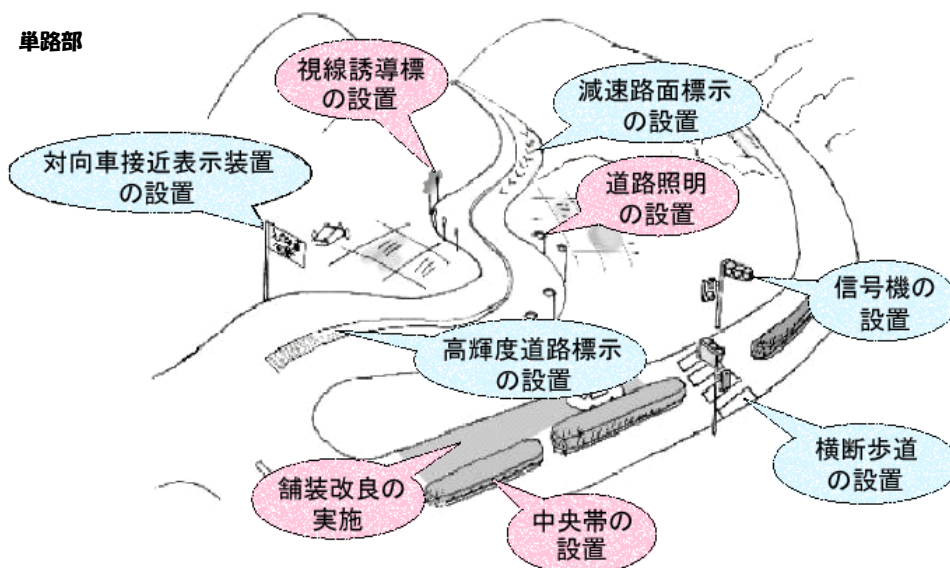 単路部
視線誘導標
の設置
減速路面標示
の設置
対向車接近表示装置
の設置
道路照明
の設置
信号機の
設置
高輝度道路標示
の設置
横断歩道
の設置
舗装改良の
実施
中央帯の
設置